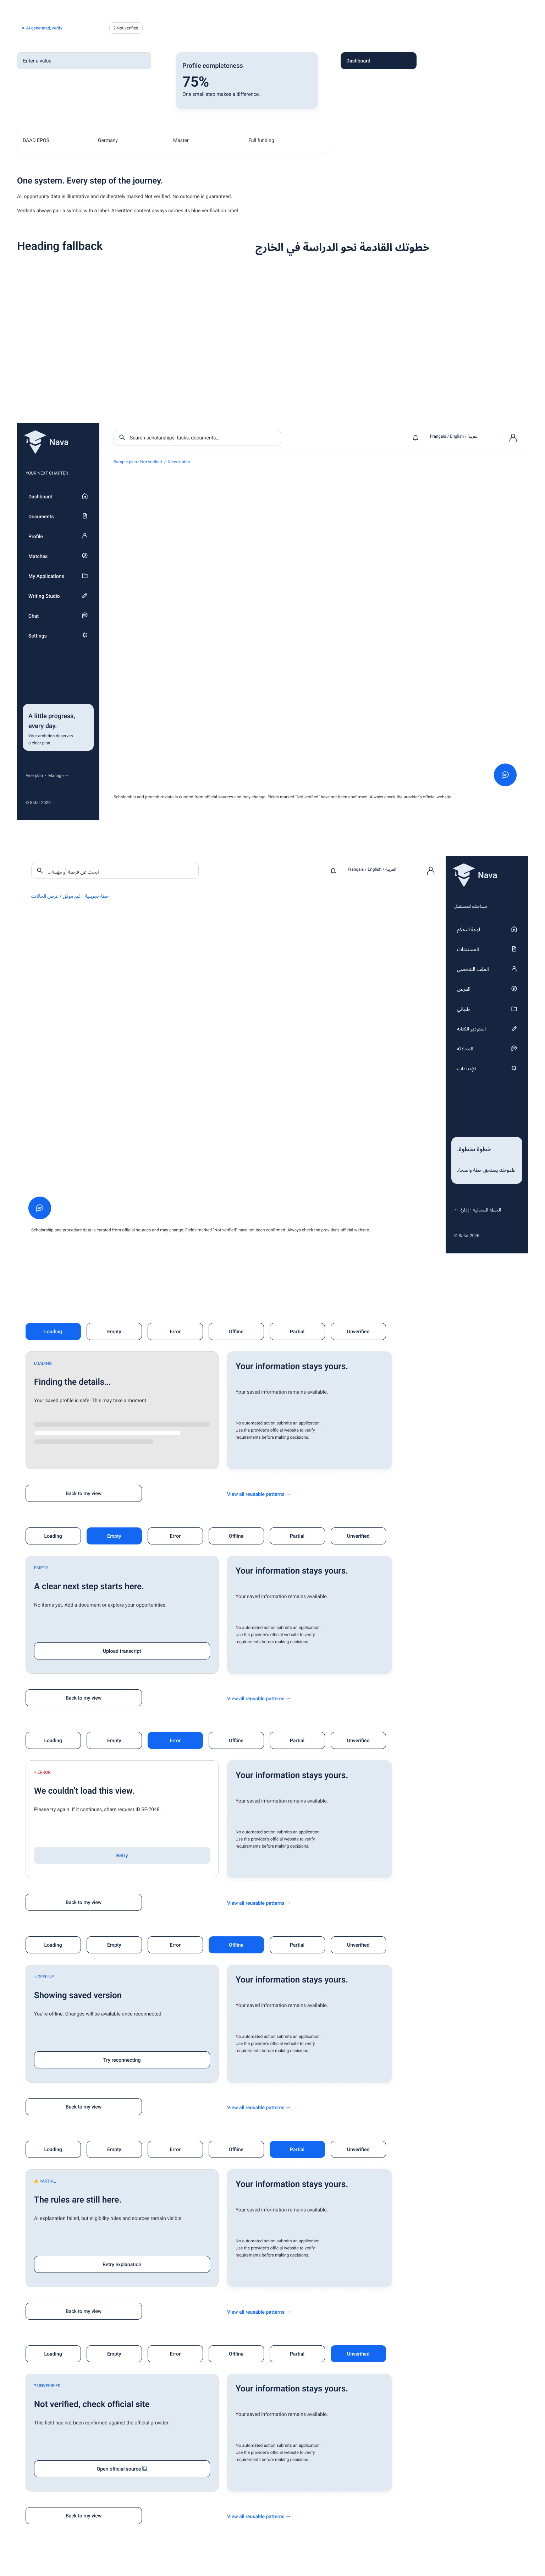 ✧ AI-generated, verify
? Not verified
Enter a value
Profile completeness
75%
One small step makes a difference.
Dashboard
DAAD EPOS
Germany
Master
Full funding
One system. Every step of the journey.
All opportunity data is illustrative and deliberately marked Not verified. No outcome is guaranteed.
Verdicts always pair a symbol with a label. AI-written content always carries its blue verification label.
Heading fallback
خطوتك القادمة نحو الدراسة في الخارج
Nava
YOUR NEXT CHAPTER
Dashboard
Documents
Profile
Matches
My Applications
Writing Studio
Chat
Settings
A little progress,
every day.
Your ambition deserves
a clear plan.
Free plan · Manage →
© Safar 2026
Search scholarships, tasks, documents…
Français / English / العربية
Sample plan · Not verified / View states
Scholarship and procedure data is curated from official sources and may change. Fields marked "Not verified" have not been confirmed. Always check the provider's official website.
ابحث عن فرصة أو مهمة...
Français / English / العربية
خطة تجريبية · غير موثق / عرض الحالات
Scholarship and procedure data is curated from official sources and may change. Fields marked "Not verified" have not been confirmed. Always check the provider's official website.
Nava
مساحتك للمستقبل
لوحة التحكم
المستندات
الملف الشخصي
الفرص
طلباتي
استوديو الكتابة
المحادثة
الإعدادات
خطوة بخطوة.
طموحك يستحق خطة واضحة.
الخطة المجانية · إدارة ←
© Safar 2026
Loading
Empty
Error
Offline
Partial
Unverified
LOADING
Finding the details…
Your saved profile is safe. This may take a moment.
Your information stays yours.
Your saved information remains available.
No automated action submits an application.
Use the provider's official website to verify
requirements before making decisions.
Back to my view
View all reusable patterns →
Loading
Empty
Error
Offline
Partial
Unverified
EMPTY
A clear next step starts here.
No items yet. Add a document or explore your opportunities.
Upload transcript
Your information stays yours.
Your saved information remains available.
No automated action submits an application.
Use the provider's official website to verify
requirements before making decisions.
Back to my view
View all reusable patterns →
Loading
Empty
Error
Offline
Partial
Unverified
× ERROR
We couldn't load this view.
Please try again. If it continues, share request ID SF-2048.
Retry
Your information stays yours.
Your saved information remains available.
No automated action submits an application.
Use the provider's official website to verify
requirements before making decisions.
Back to my view
View all reusable patterns →
Loading
Empty
Error
Offline
Partial
Unverified
OFFLINE
Showing saved version
You're offline. Changes will be available once reconnected.
Try reconnecting
Your information stays yours.
Your saved information remains available.
No automated action submits an application.
Use the provider's official website to verify
requirements before making decisions.
Back to my view
View all reusable patterns →
Loading
Empty
Error
Offline
Partial
Unverified
⚠ PARTIAL
The rules are still here.
AI explanation failed, but eligibility rules and sources remain visible.
Retry explanation
Your information stays yours.
Your saved information remains available.
No automated action submits an application.
Use the provider's official website to verify
requirements before making decisions.
Back to my view
View all reusable patterns →
Loading
Empty
Error
Offline
Partial
Unverified
? UNVERIFIED
Not verified, check official site
This field has not been confirmed against the official provider.
Open official source ↗
Your information stays yours.
Your saved information remains available.
No automated action submits an application.
Use the provider's official website to verify
requirements before making decisions.
Back to my view
View all reusable patterns →